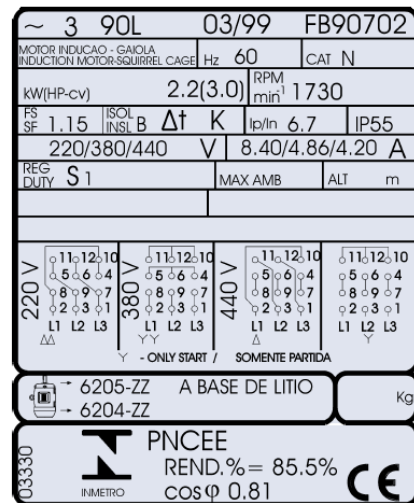 ~ 3 90L 03/99 FB90702
MOTOR INDUCAO - GAIOLA
INDUCTION MOTOR-SQUIRREL CAGE Hz 60 CAT N
kW(HP-cv) 2.2(3.0) RPM min-1 1730
FS SF 1.15 ISOL INSL B Δt K Ip/In 6.7 IP55
220/380/440 V 8.40/4.86/4.20 A
REG DUTY S1 MAX AMB ALT m
220 V 380 V 440 V
11 12 10 11 12 10 11 12 10 11 12 10
5 6 4 5 6 4 5 6 4 5 6 4
8 9 7 8 9 7 8 9 7 8 9 7
2 3 1 2 3 1 2 3 1 2 3 1
L1 L2 L3 L1 L2 L3 L1 L2 L3 L1 L2 L3
ΔΔ YY Δ Y
Y - ONLY START / SOMENTE PARTIDA
→ 6205-ZZ A BASE DE LITIO Kg
→ 6204-ZZ
03330
PNCEE
REND.%= 85.5%
cosφ 0.81
INMETRO
CE